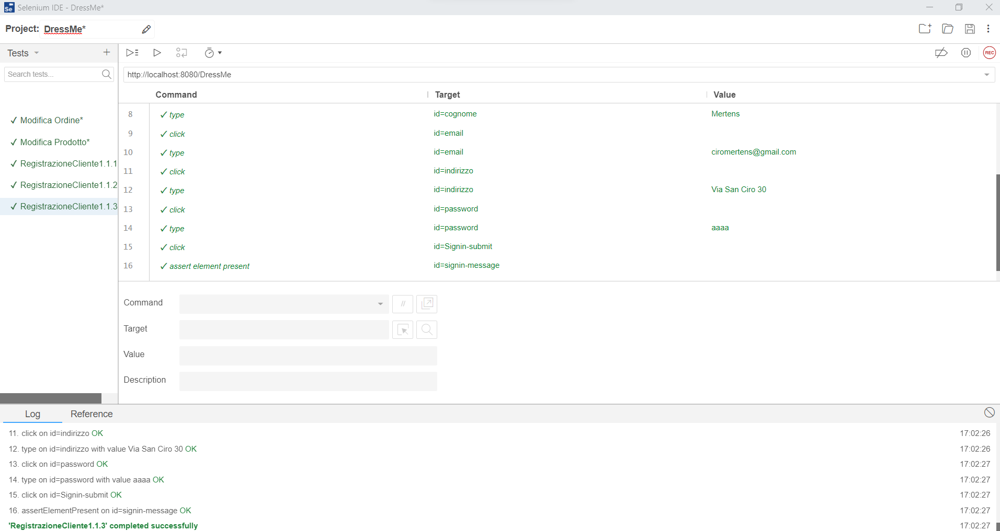 Selenium IDE - DressMe*
Project: DressMe*
Tests
Search tests...
http://localhost:8080/DressMe
Command Target Value
✓ Modifica Ordine*
✓ Modifica Prodotto*
✓ RegistrazioneCliente1.1.1
✓ RegistrazioneCliente1.1.2
✓ RegistrazioneCliente1.1.3
8 ✓ type id=cognome Mertens
9 ✓ click id=email
10 ✓ type id=email ciromertens@gmail.com
11 ✓ click id=indirizzo
12 ✓ type id=indirizzo Via San Ciro 30
13 ✓ click id=password
14 ✓ type id=password aaaa
15 ✓ click id=Signin-submit
16 ✓ assert element present id=signin-message
Command //
Target
Value
Description
Log Reference
11. click on id=indirizzo OK 17:02:26
12. type on id=indirizzo with value Via San Ciro 30 OK 17:02:26
13. click on id=password OK 17:02:27
14. type on id=password with value aaaa OK 17:02:27
15. click on id=Signin-submit OK 17:02:27
16. assertElementPresent on id=signin-message OK 17:02:27
'RegistrazioneCliente1.1.3' completed successfully 17:02:27
Se
REC